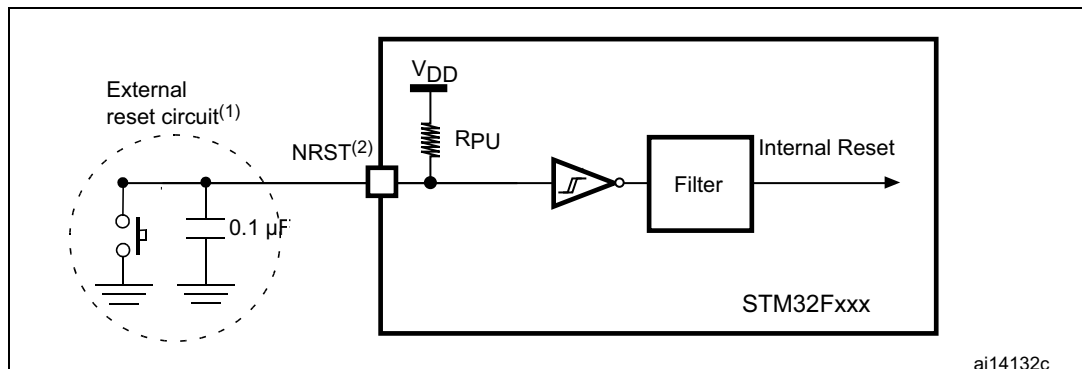 External
reset circuit(1)
VDD
RPU
NRST(2)
Internal Reset
Filter
0.1 µF
STM32Fxxx
ai14132c